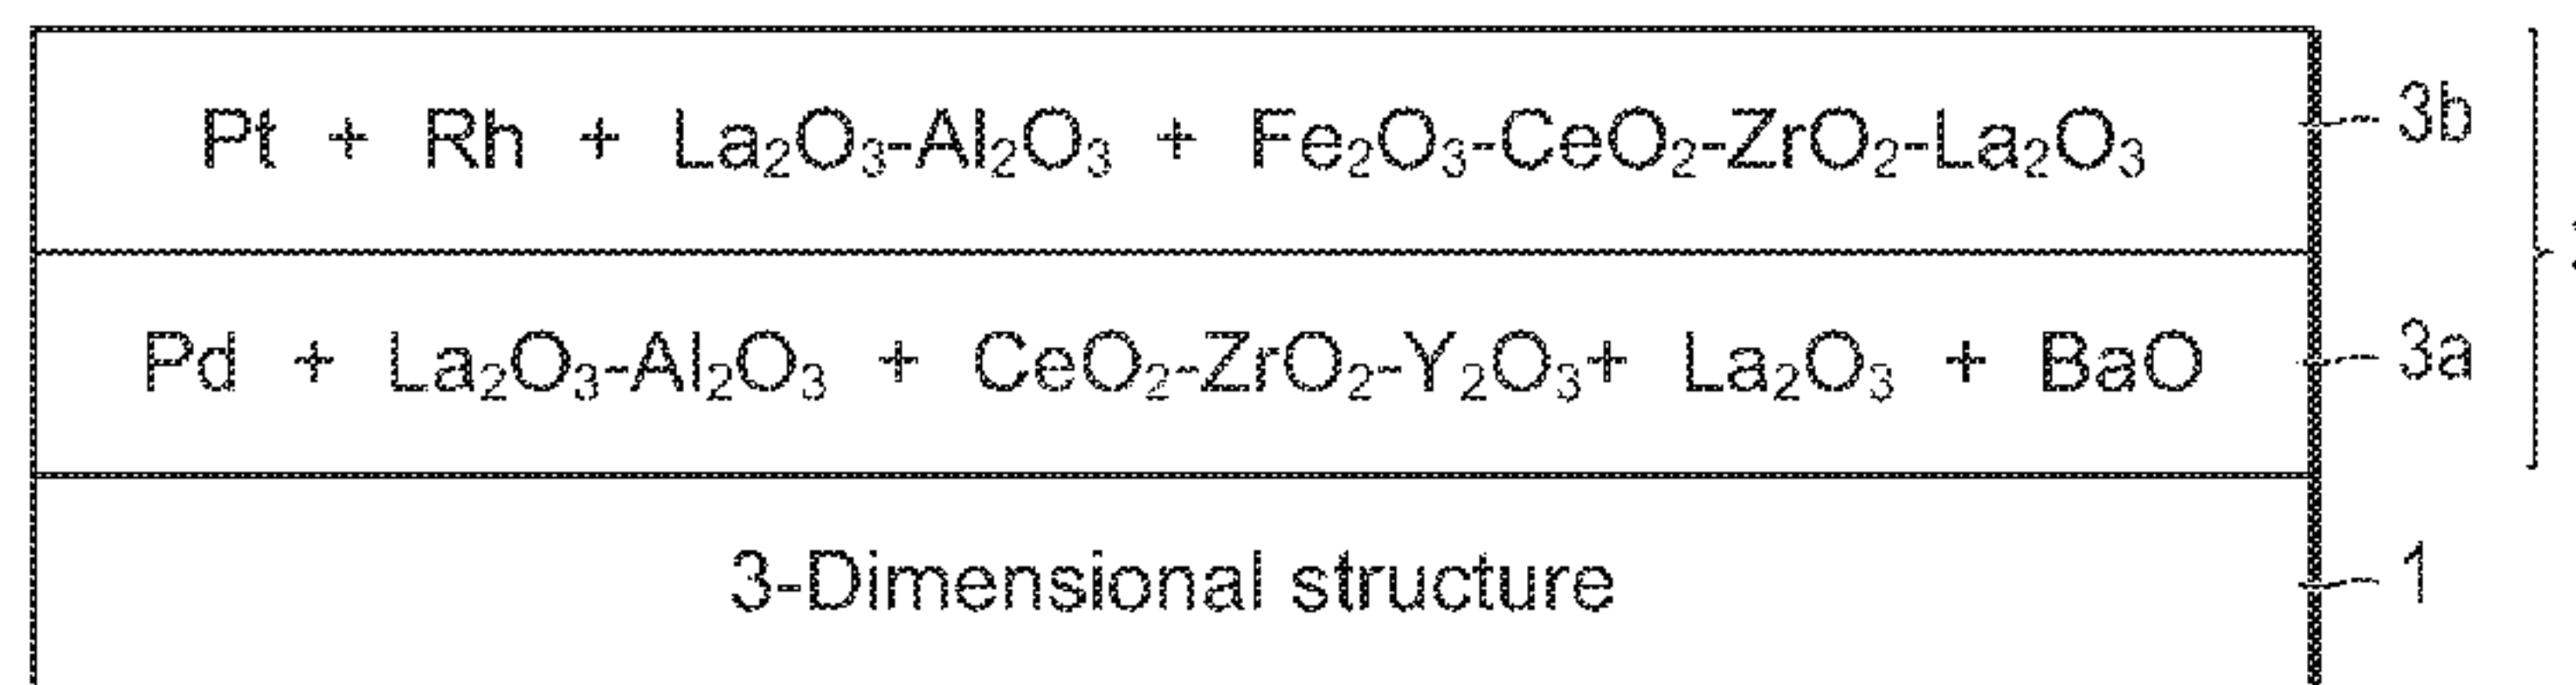 Pt + Rh + La₂O₃-Al₂O₃ + Fe₂O₃-CeO₂-ZrO₂-La₂O₃ 3b
Pd + La₂O₃-Al₂O₃ + CeO₂-ZrO₂-Y₂O₃+ La₂O₃ + BaO 3a
3-Dimensional structure 1